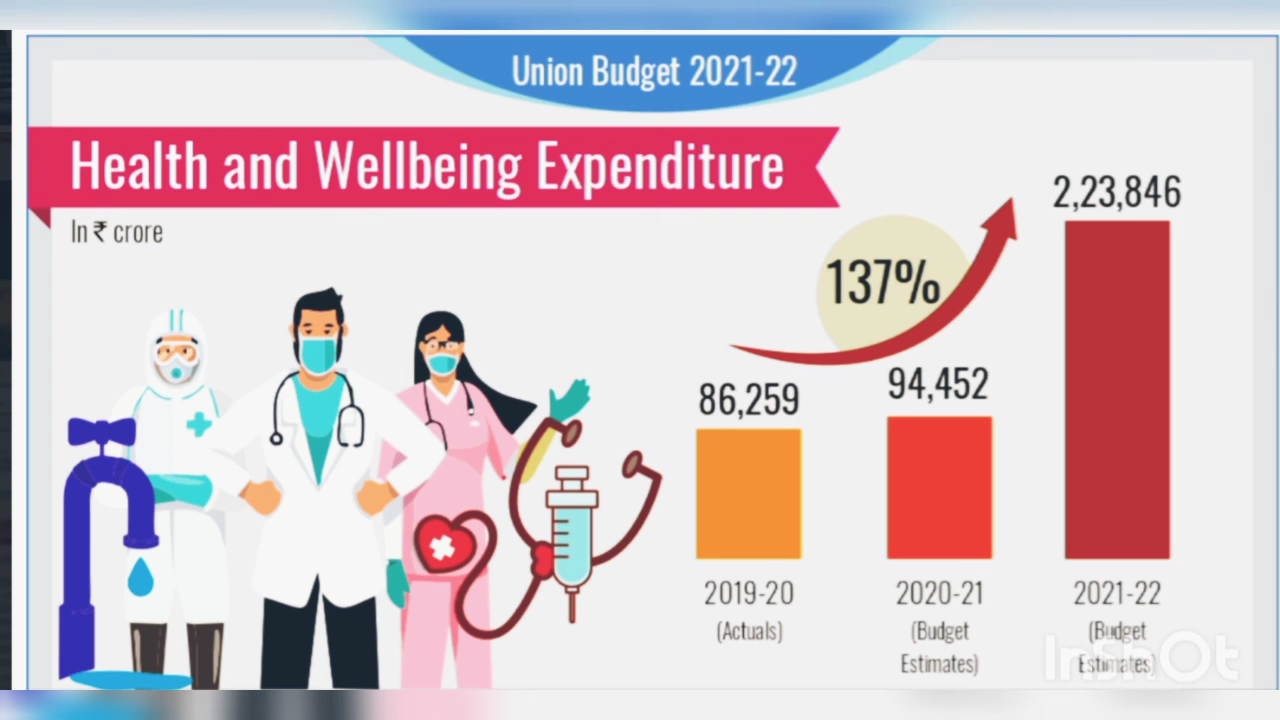 Union Budget 2021-22
Health and Wellbeing Expenditure
In ₹ crore
137%
2,23,846
86,259
94,452
2019-20
(Actuals)
2020-21
(Budget
Estimates)
2021-22
(Budget
Estimates)
InShOt